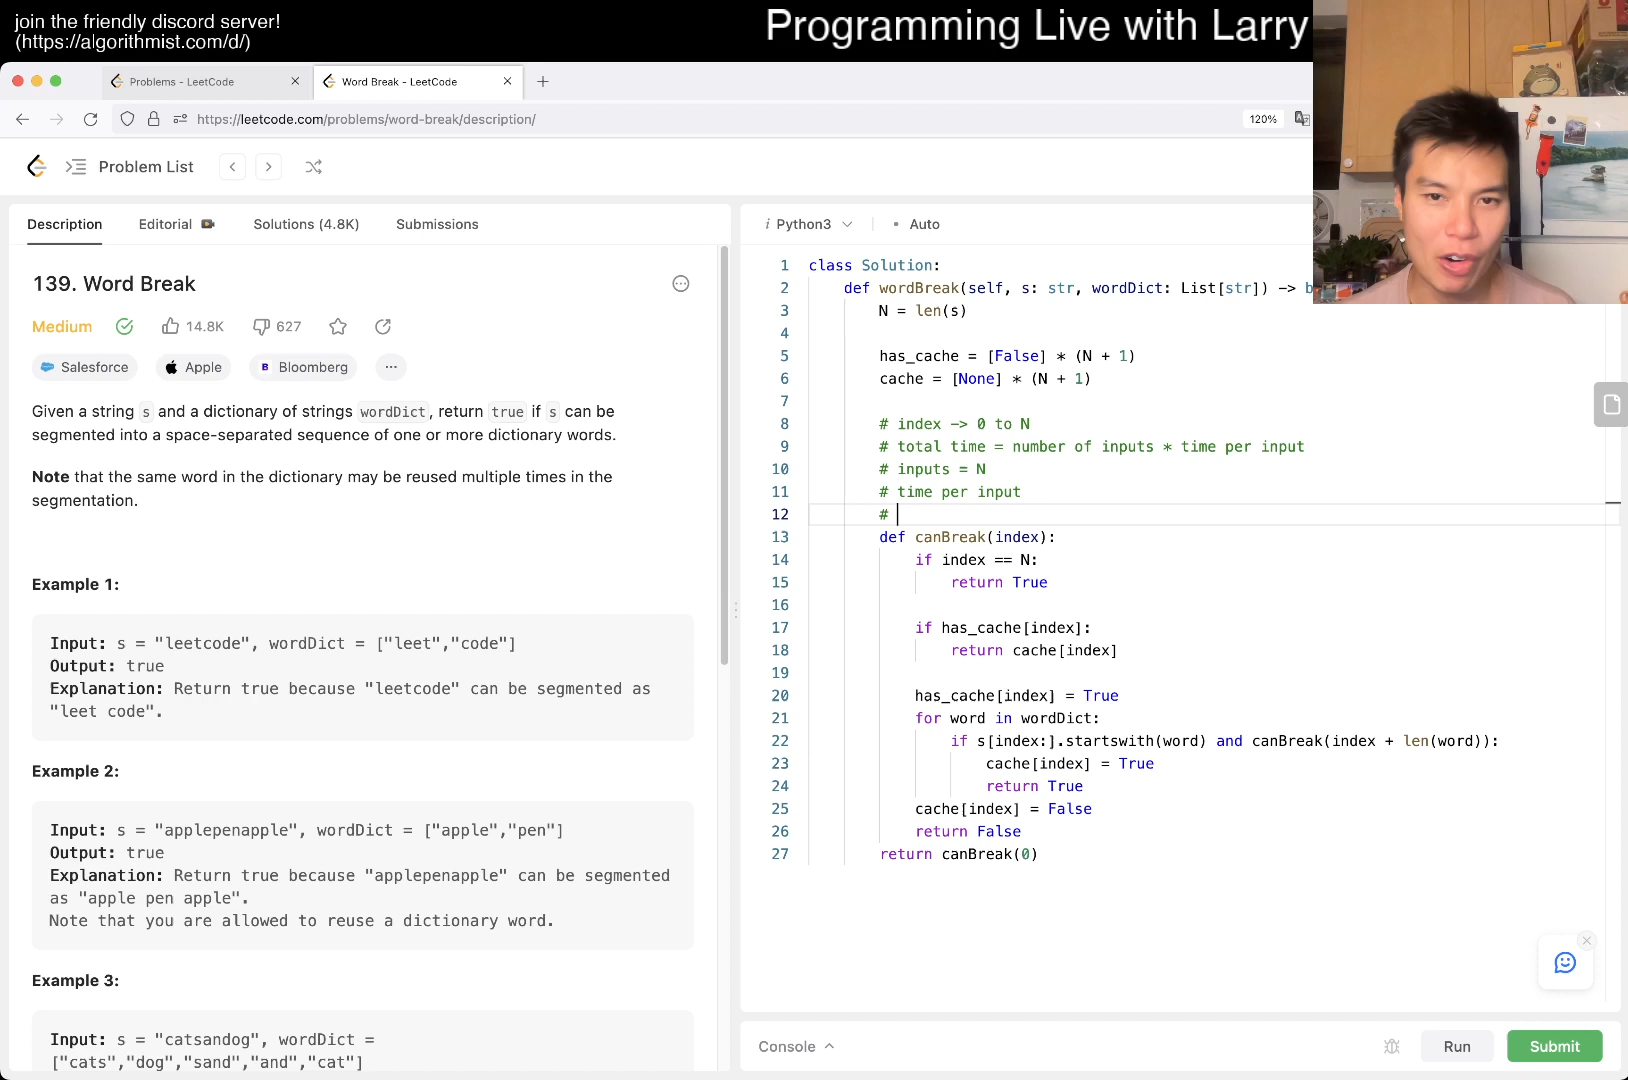 join the friendly discord server!
(https://algorithmist.com/d/)
Programming Live with Larry
Problems - LeetCode
Word Break - LeetCode
https://leetcode.com/problems/word-break/description/
120%
Problem List
Description
Editorial
Solutions (4.8K)
Submissions
139. Word Break
Medium
14.8K
627
Salesforce
Apple
Bloomberg
Given a string s and a dictionary of strings wordDict, return true if s can be
segmented into a space-separated sequence of one or more dictionary words.
Note that the same word in the dictionary may be reused multiple times in the
segmentation.
Example 1:
Input: s = "leetcode", wordDict = ["leet","code"]
Output: true
Explanation: Return true because "leetcode" can be segmented as
"leet code".
Example 2:
Input: s = "applepenapple", wordDict = ["apple","pen"]
Output: true
Explanation: Return true because "applepenapple" can be segmented
as "apple pen apple".
Note that you are allowed to reuse a dictionary word.
Example 3:
Input: s = "catsandog", wordDict =
["cats","dog","sand","and","cat"]
i Python3
Auto
1 class Solution:
2 def wordBreak(self, s: str, wordDict: List[str]) -> b
3 N = len(s)
4
5 has_cache = [False] * (N + 1)
6 cache = [None] * (N + 1)
7
8 # index -> 0 to N
9 # total time = number of inputs * time per input
10 # inputs = N
11 # time per input
12 #
13 def canBreak(index):
14 if index == N:
15 return True
16
17 if has_cache[index]:
18 return cache[index]
19
20 has_cache[index] = True
21 for word in wordDict:
22 if s[index:].startswith(word) and canBreak(index + len(word)):
23 cache[index] = True
24 return True
25 cache[index] = False
26 return False
27 return canBreak(0)
Console
Run
Submit